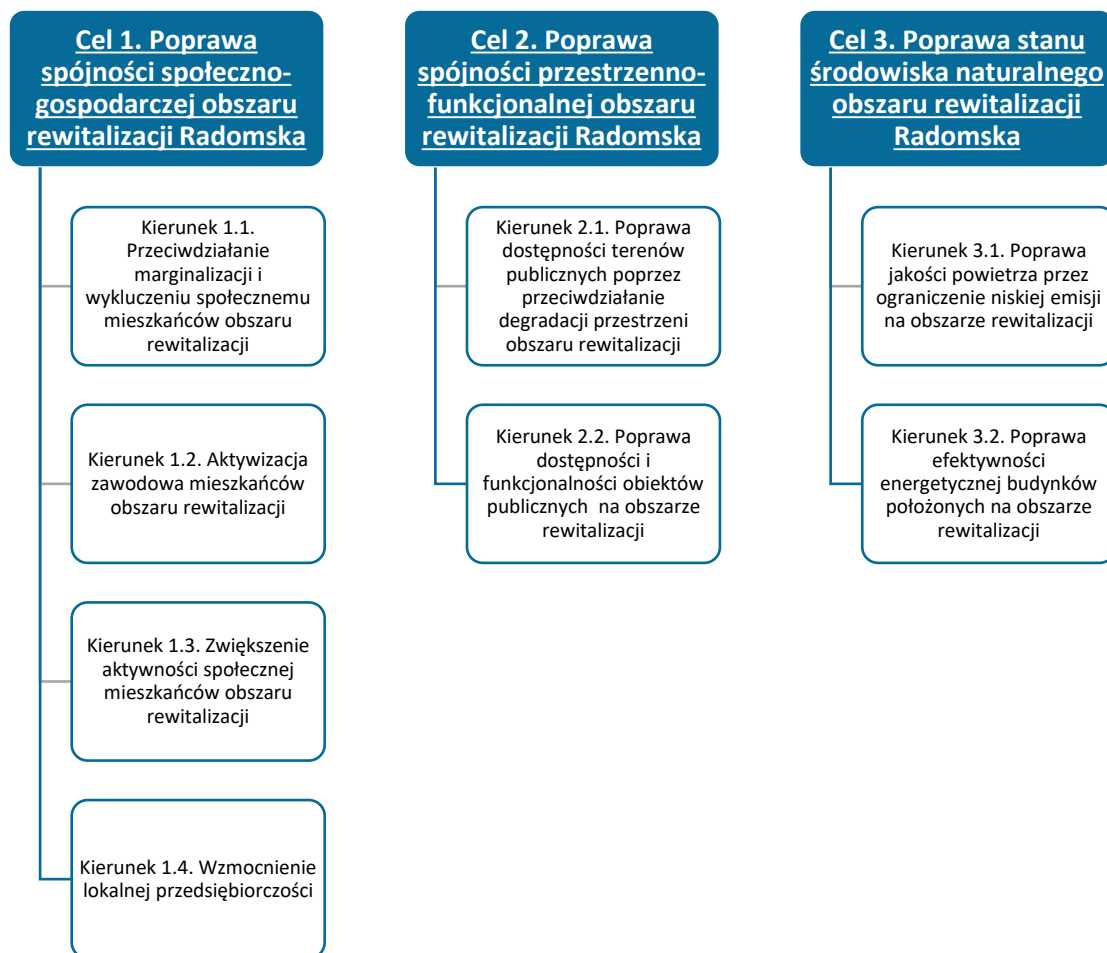 Cel 1. Poprawa
spójności społeczno-
gospodarczej obszaru
rewitalizacji Radomska
Kierunek 1.1.
Przeciwdziałanie
marginalizacji i
wykluczeniu społecznemu
mieszkańców obszaru
rewitalizacji
Kierunek 1.2. Aktywizacja
zawodowa mieszkańców
obszaru rewitalizacji
Kierunek 1.3. Zwiększenie
aktywności społecznej
mieszkańców obszaru
rewitalizacji
Kierunek 1.4. Wzmocnienie
lokalnej przedsiębiorczości
Cel 2. Poprawa
spójności przestrzenno-
funkcjonalnej obszaru
rewitalizacji Radomska
Kierunek 2.1. Poprawa
dostępności terenów
publicznych poprzez
przeciwdziałanie
degradacji przestrzeni
obszaru rewitalizacji
Kierunek 2.2. Poprawa
dostępności i
funkcjonalności obiektów
publicznych na obszarze
rewitalizacji
Cel 3. Poprawa stanu
środowiska naturalnego
obszaru rewitalizacji
Radomska
Kierunek 3.1. Poprawa
jakości powietrza przez
ograniczenie niskiej emisji
na obszarze rewitalizacji
Kierunek 3.2. Poprawa
efektywności
energetycznej budynków
położonych na obszarze
rewitalizacji